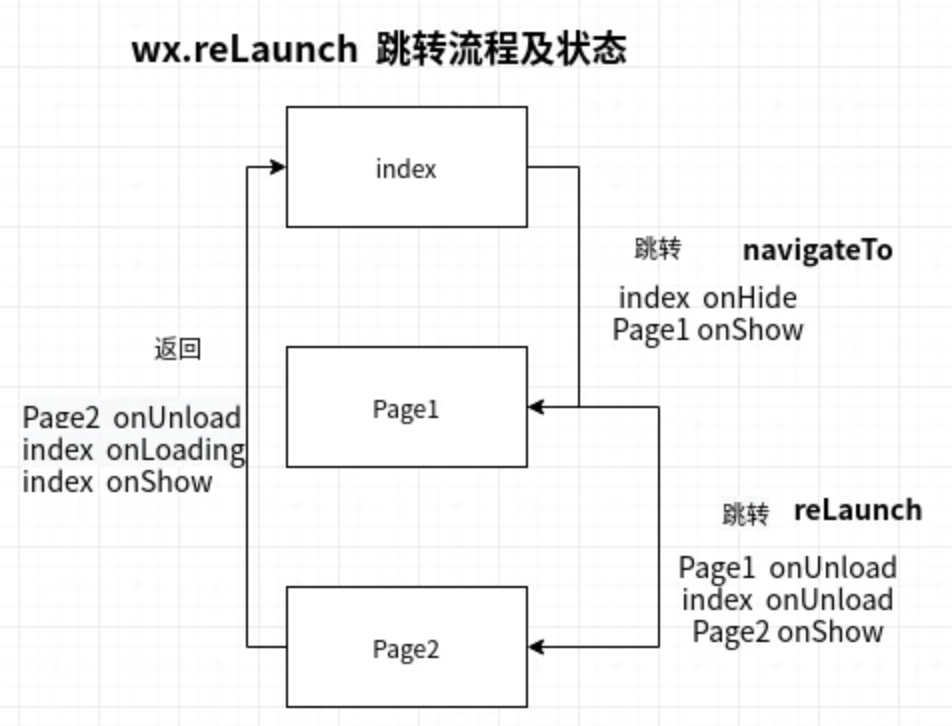 wx.reLaunch 跳转流程及状态
index
跳转 navigateTo
index onHide
Page1 onShow
返回
Page2 onUnload
index onLoading
index onShow
Page1
跳转 reLaunch
Page1 onUnload
index onUnload
Page2 onShow
Page2